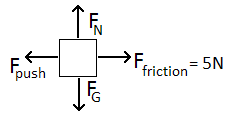 F_N
F_push
F_friction = 5N
F_G